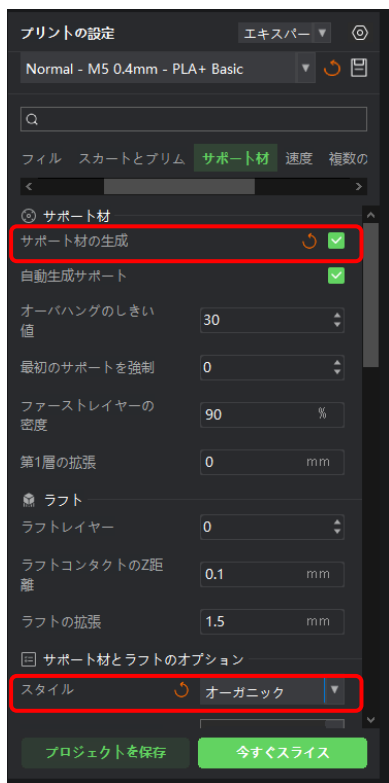 プリントの設定
エキスパー
Normal - M5 0.4mm - PLA+ Basic
フィル スカートとブリム サポート材 速度 複数の
サポート材
サポート材の生成
自動生成サポート
オーバハングのしきい
値
30
最初のサポートを強制
0
ファーストレイヤーの
密度
90 %
第1層の拡張
0 mm
ラフト
ラフトレイヤー
0
ラフトコンタクトのZ距
離
0.1 mm
ラフトの拡張
1.5 mm
サポート材とラフトのオプション
スタイル
オーガニック
プロジェクトを保存
今すぐスライス